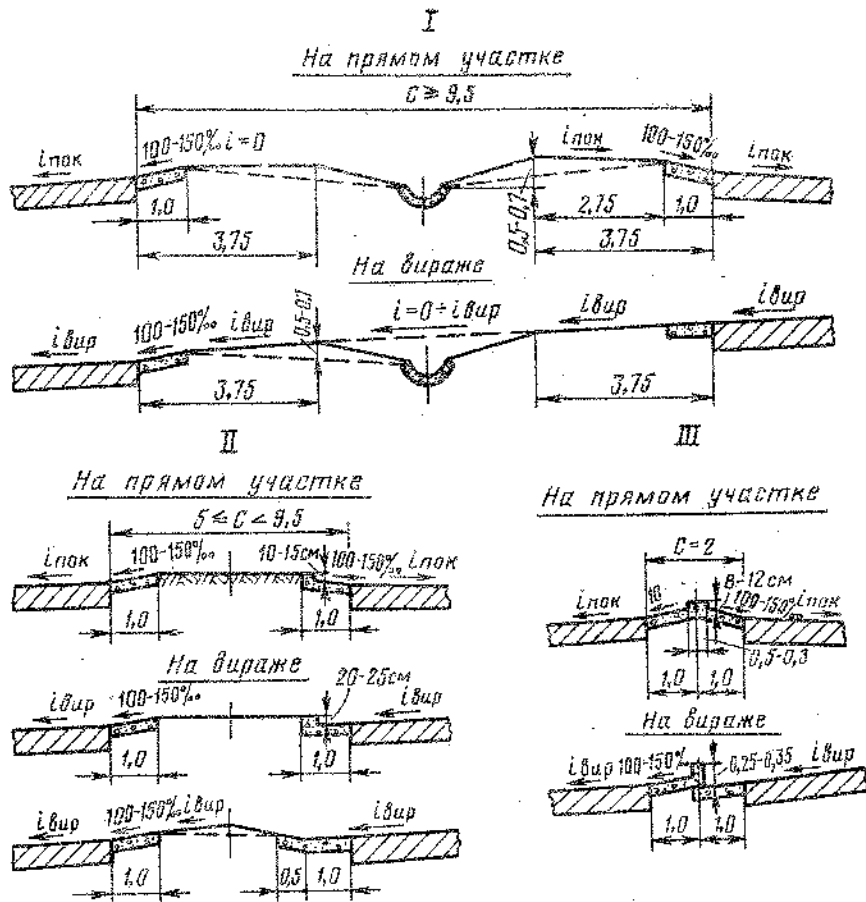 I
На прямом участке
С ≥ 9,5
iпок 100-150‰ i=0 iпок 100-150‰ iпок
1,0 0,5-0,7 2,75 1,0
3,75 3,75
На вираже
iвир 100-150‰ iвир 0,5-0,7 i=0÷iвир iвир iвир
3,75 3,75
II III
На прямом участке На прямом участке
5 ≤ С < 9,5 С=2
iпок 100-150‰ 10-15см 100-150‰ iпок
1,0 1,0
iпок 10 8-12см
100-150‰ iпок
0,5-0,3
1,0 1,0
На вираже На вираже
iвир 100-150‰ 20-25см iвир
1,0 1,0
iвир 100-150‰ 0,25-0,35 iвир
1,0 1,0
iвир 100-150‰ iвир iвир
1,0 0,5 1,0